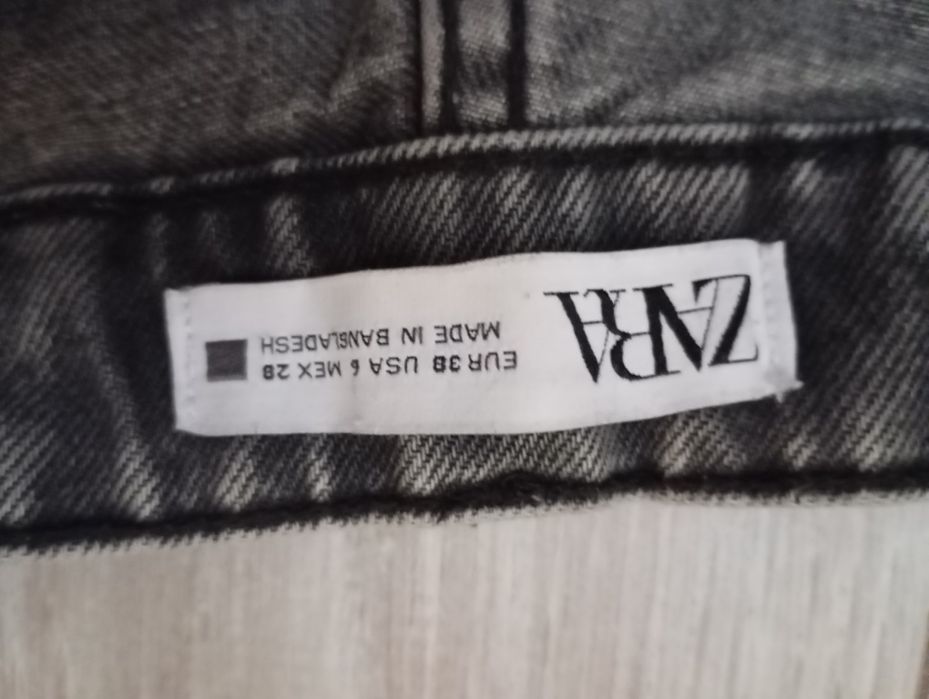 ZARA
EUR 38 USA 6 MEX 28
MADE IN BANGLADESH